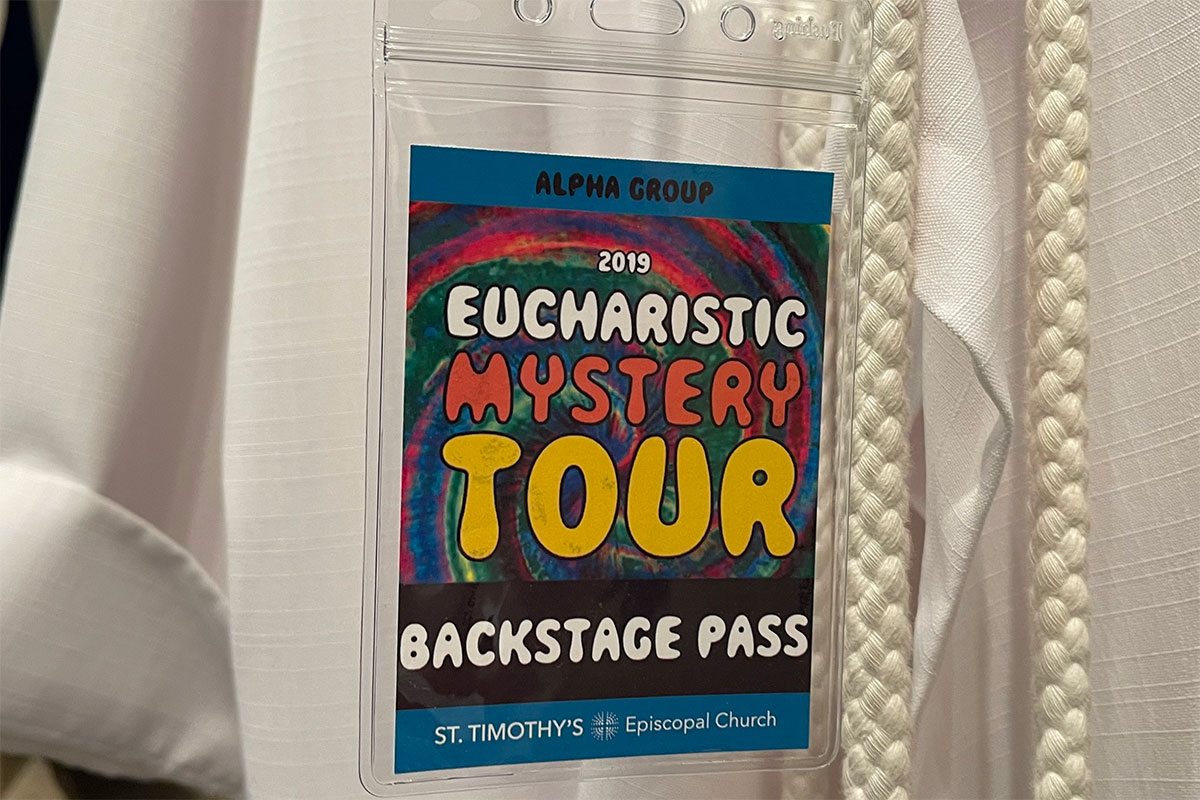 ALPHA GROUP
2019
EUCHARISTIC
MYSTERY
TOUR
BACKSTAGE PASS
ST. TIMOTHY'S Episcopal Church